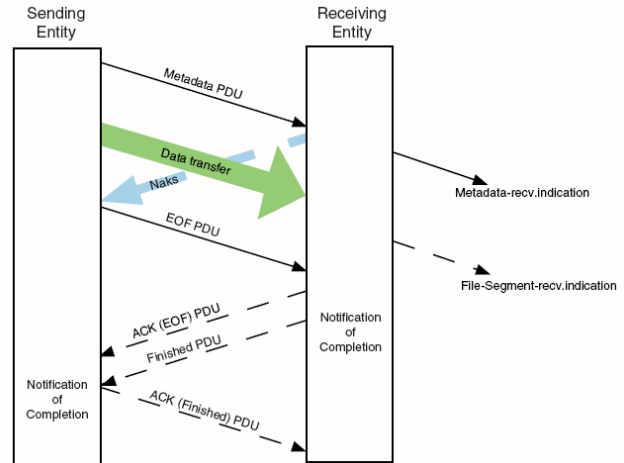 Sending
Entity
Receiving
Entity
Metadata PDU
Data transfer
Naks
Metadata-recv.indication
EOF PDU
File-Segment-recv.indication
ACK (EOF) PDU
Finished PDU
Notification
of
Completion
Notification
of
Completion
ACK (Finished) PDU